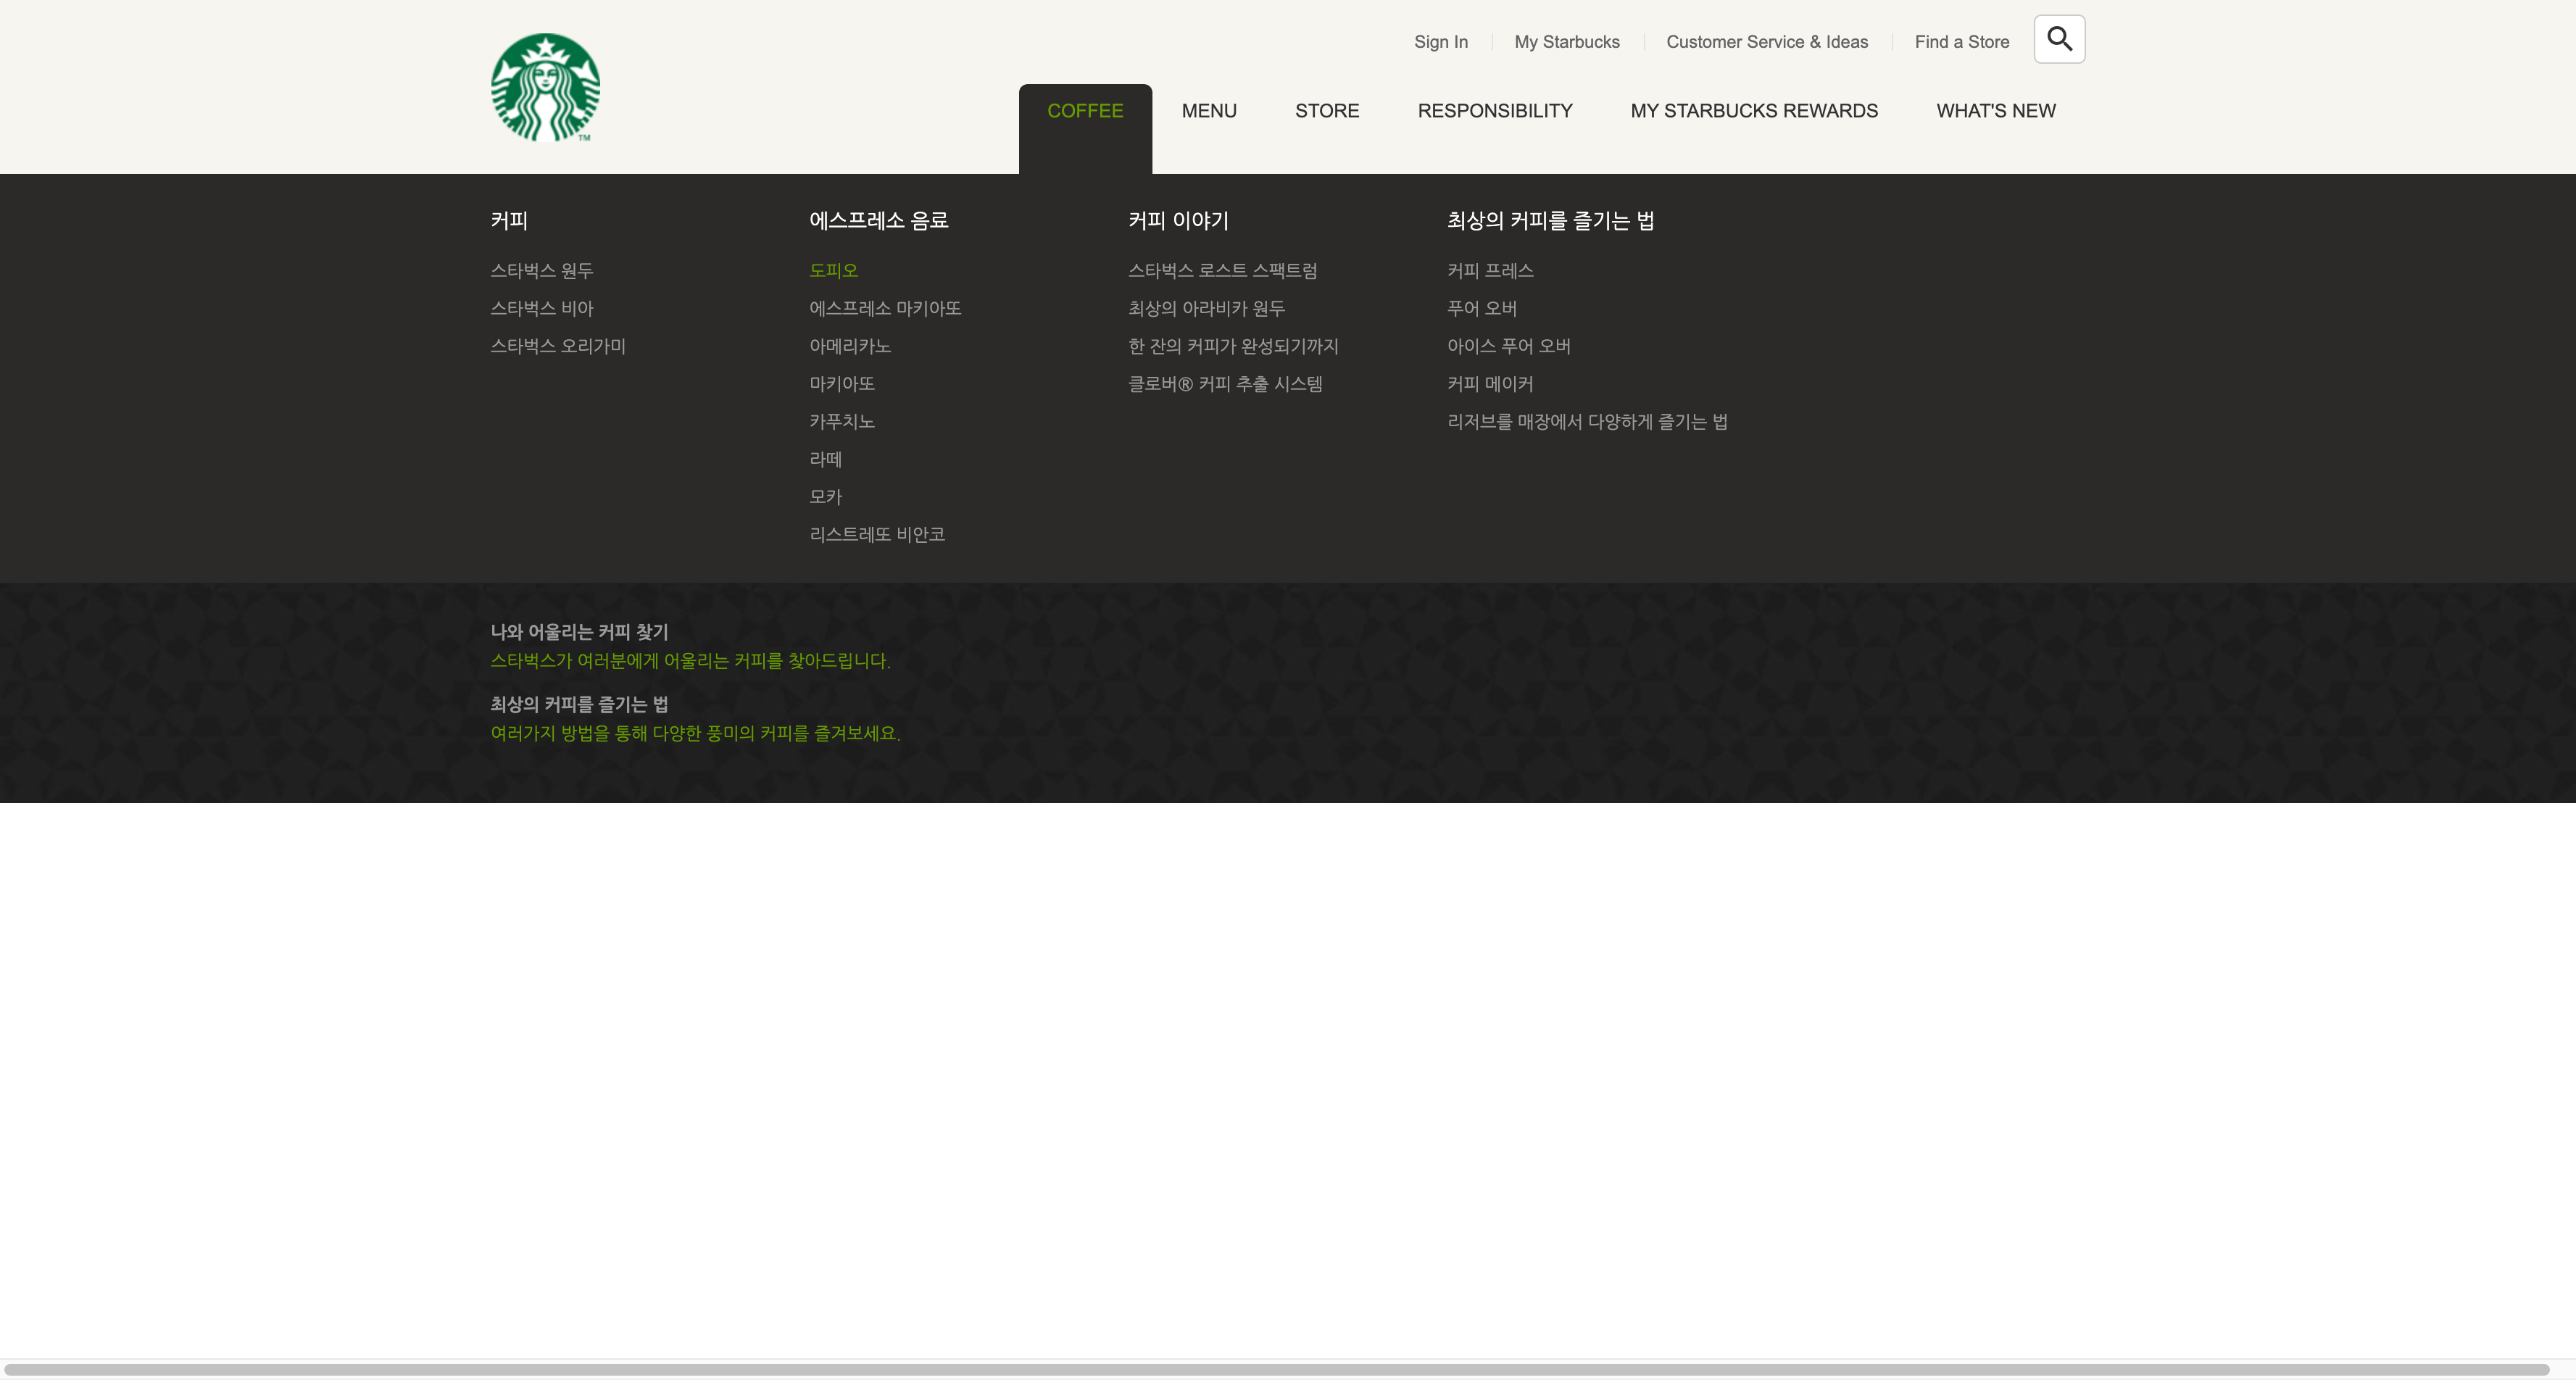 Sign In
My Starbucks
Customer Service & Ideas
Find a Store
TM
COFFEE
MENU
STORE
RESPONSIBILITY
MY STARBUCKS REWARDS
WHAT'S NEW
커피
스타벅스 원두
스타벅스 비아
스타벅스 오리가미
에스프레소 음료
도피오
에스프레소 마키아또
아메리카노
마키아또
카푸치노
라떼
모카
리스트레또 비안코
커피 이야기
스타벅스 로스트 스팩트럼
최상의 아라비카 원두
한 잔의 커피가 완성되기까지
클로버® 커피 추출 시스템
최상의 커피를 즐기는 법
커피 프레스
푸어 오버
아이스 푸어 오버
커피 메이커
리저브를 매장에서 다양하게 즐기는 법
나와 어울리는 커피 찾기
스타벅스가 여러분에게 어울리는 커피를 찾아드립니다.
최상의 커피를 즐기는 법
여러가지 방법을 통해 다양한 풍미의 커피를 즐겨보세요.